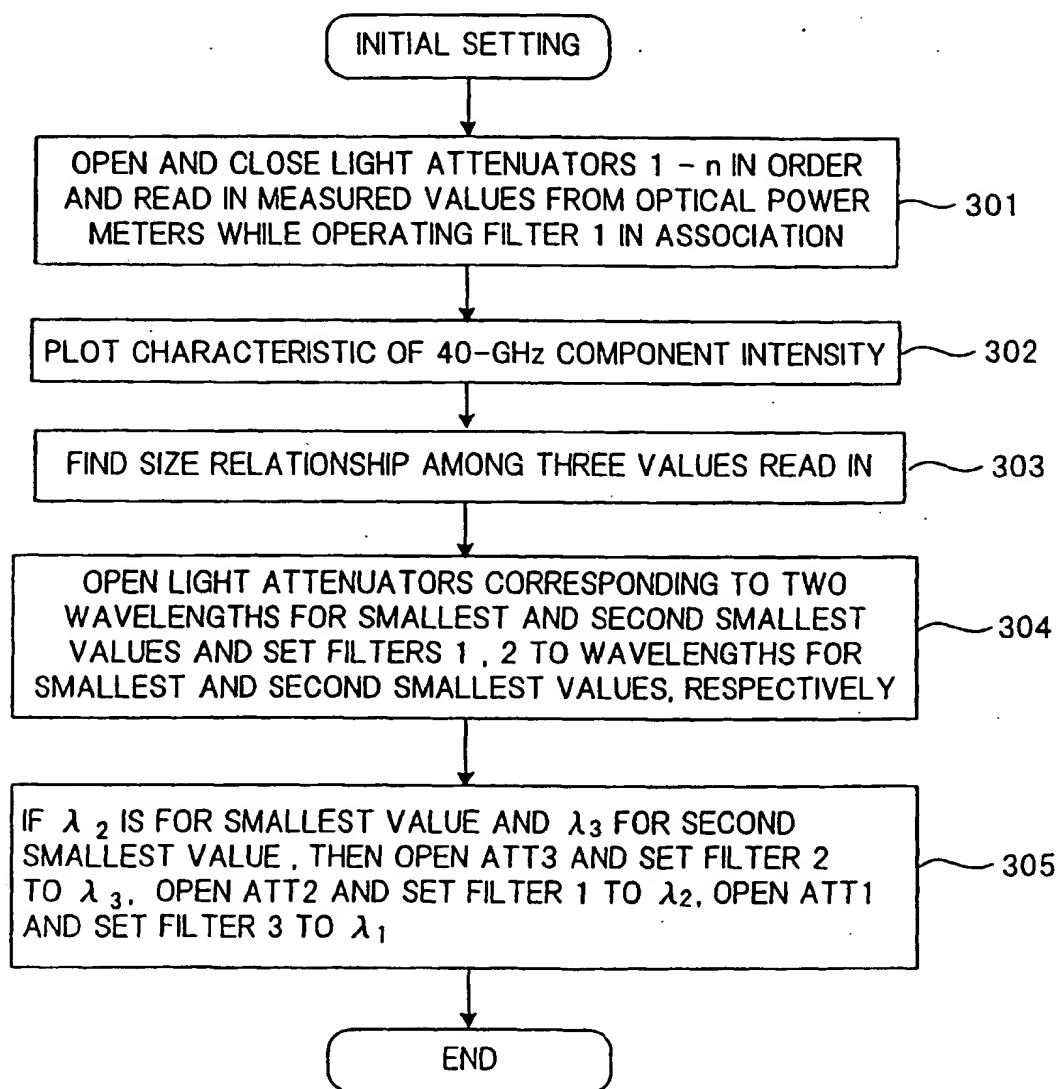 INITIAL SETTING
OPEN AND CLOSE LIGHT ATTENUATORS 1 – n IN ORDER
AND READ IN MEASURED VALUES FROM OPTICAL POWER
METERS WHILE OPERATING FILTER 1 IN ASSOCIATION
301
PLOT CHARACTERISTIC OF 40-GHz COMPONENT INTENSITY
302
FIND SIZE RELATIONSHIP AMONG THREE VALUES READ IN
303
OPEN LIGHT ATTENUATORS CORRESPONDING TO TWO
WAVELENGTHS FOR SMALLEST AND SECOND SMALLEST
VALUES AND SET FILTERS 1 , 2 TO WAVELENGTHS FOR
SMALLEST AND SECOND SMALLEST VALUES, RESPECTIVELY
304
IF λ 2 IS FOR SMALLEST VALUE AND λ3 FOR SECOND
SMALLEST VALUE , THEN OPEN ATT3 AND SET FILTER 2
TO λ 3, OPEN ATT2 AND SET FILTER 1 TO λ2, OPEN ATT1
AND SET FILTER 3 TO λ1
305
END